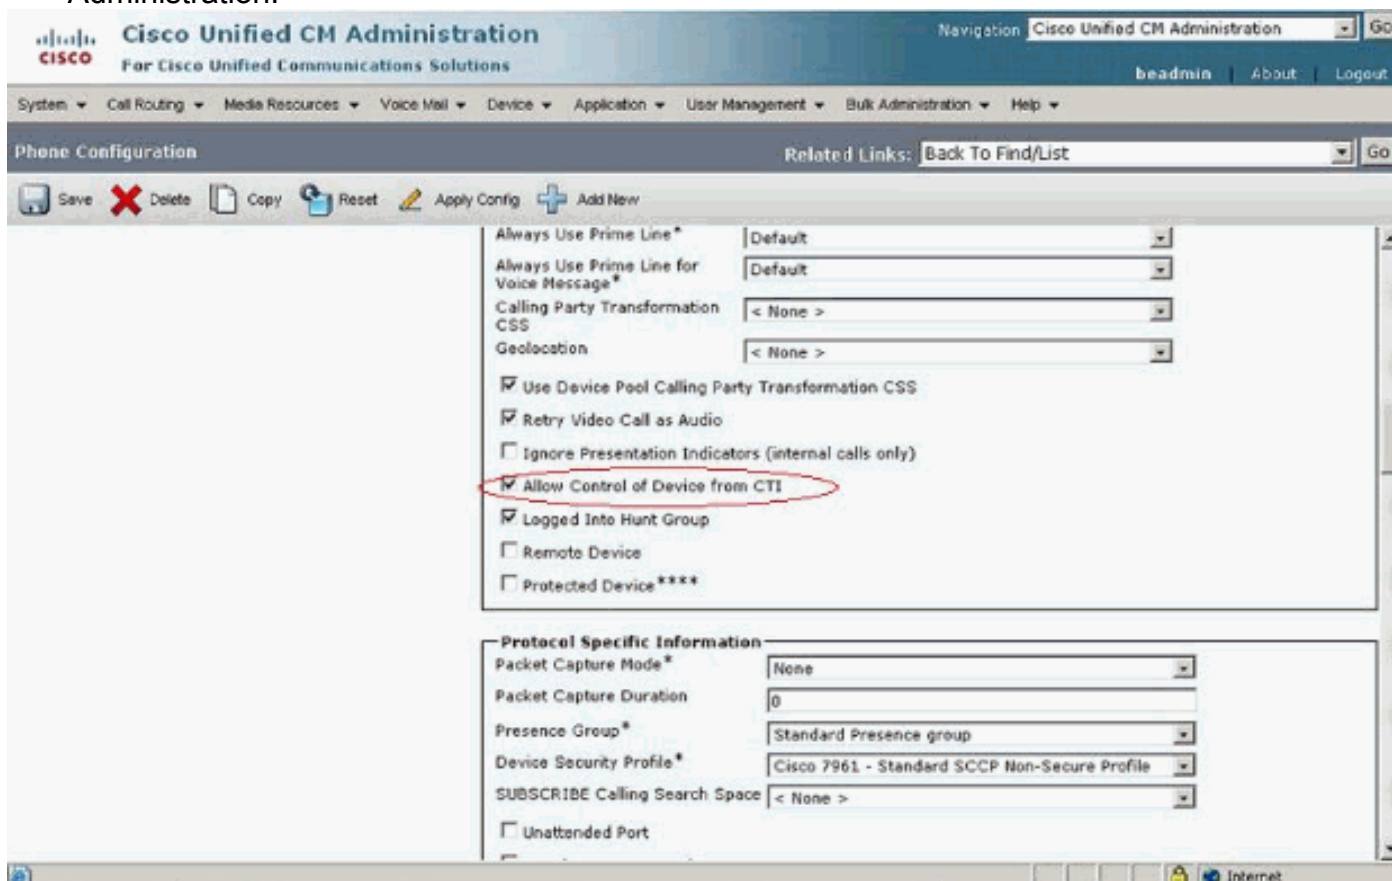 Administration.
Cisco Unified CM Administration
For Cisco Unified Communications Solutions
CISCO
Navigation Cisco Unified CM Administration Go
beadmin About Logout
System Call Routing Media Resources Voice Mail Device Application User Management Bulk Administration Help
Phone Configuration
Related Links: Back To Find/List Go
Save Delete Copy Reset Apply Config Add New
Always Use Prime Line* Default
Always Use Prime Line for Voice Message* Default
Calling Party Transformation CSS < None >
Geolocation < None >
Use Device Pool Calling Party Transformation CSS
Retry Video Call as Audio
Ignore Presentation Indicators (internal calls only)
Allow Control of Device from CTI
Logged Into Hunt Group
Remote Device
Protected Device****
Protocol Specific Information
Packet Capture Mode* None
Packet Capture Duration 0
Presence Group* Standard Presence group
Device Security Profile* Cisco 7961 - Standard SCCP Non-Secure Profile
SUBSCRIBE Calling Search Space < None >
Unattended Port
Internet